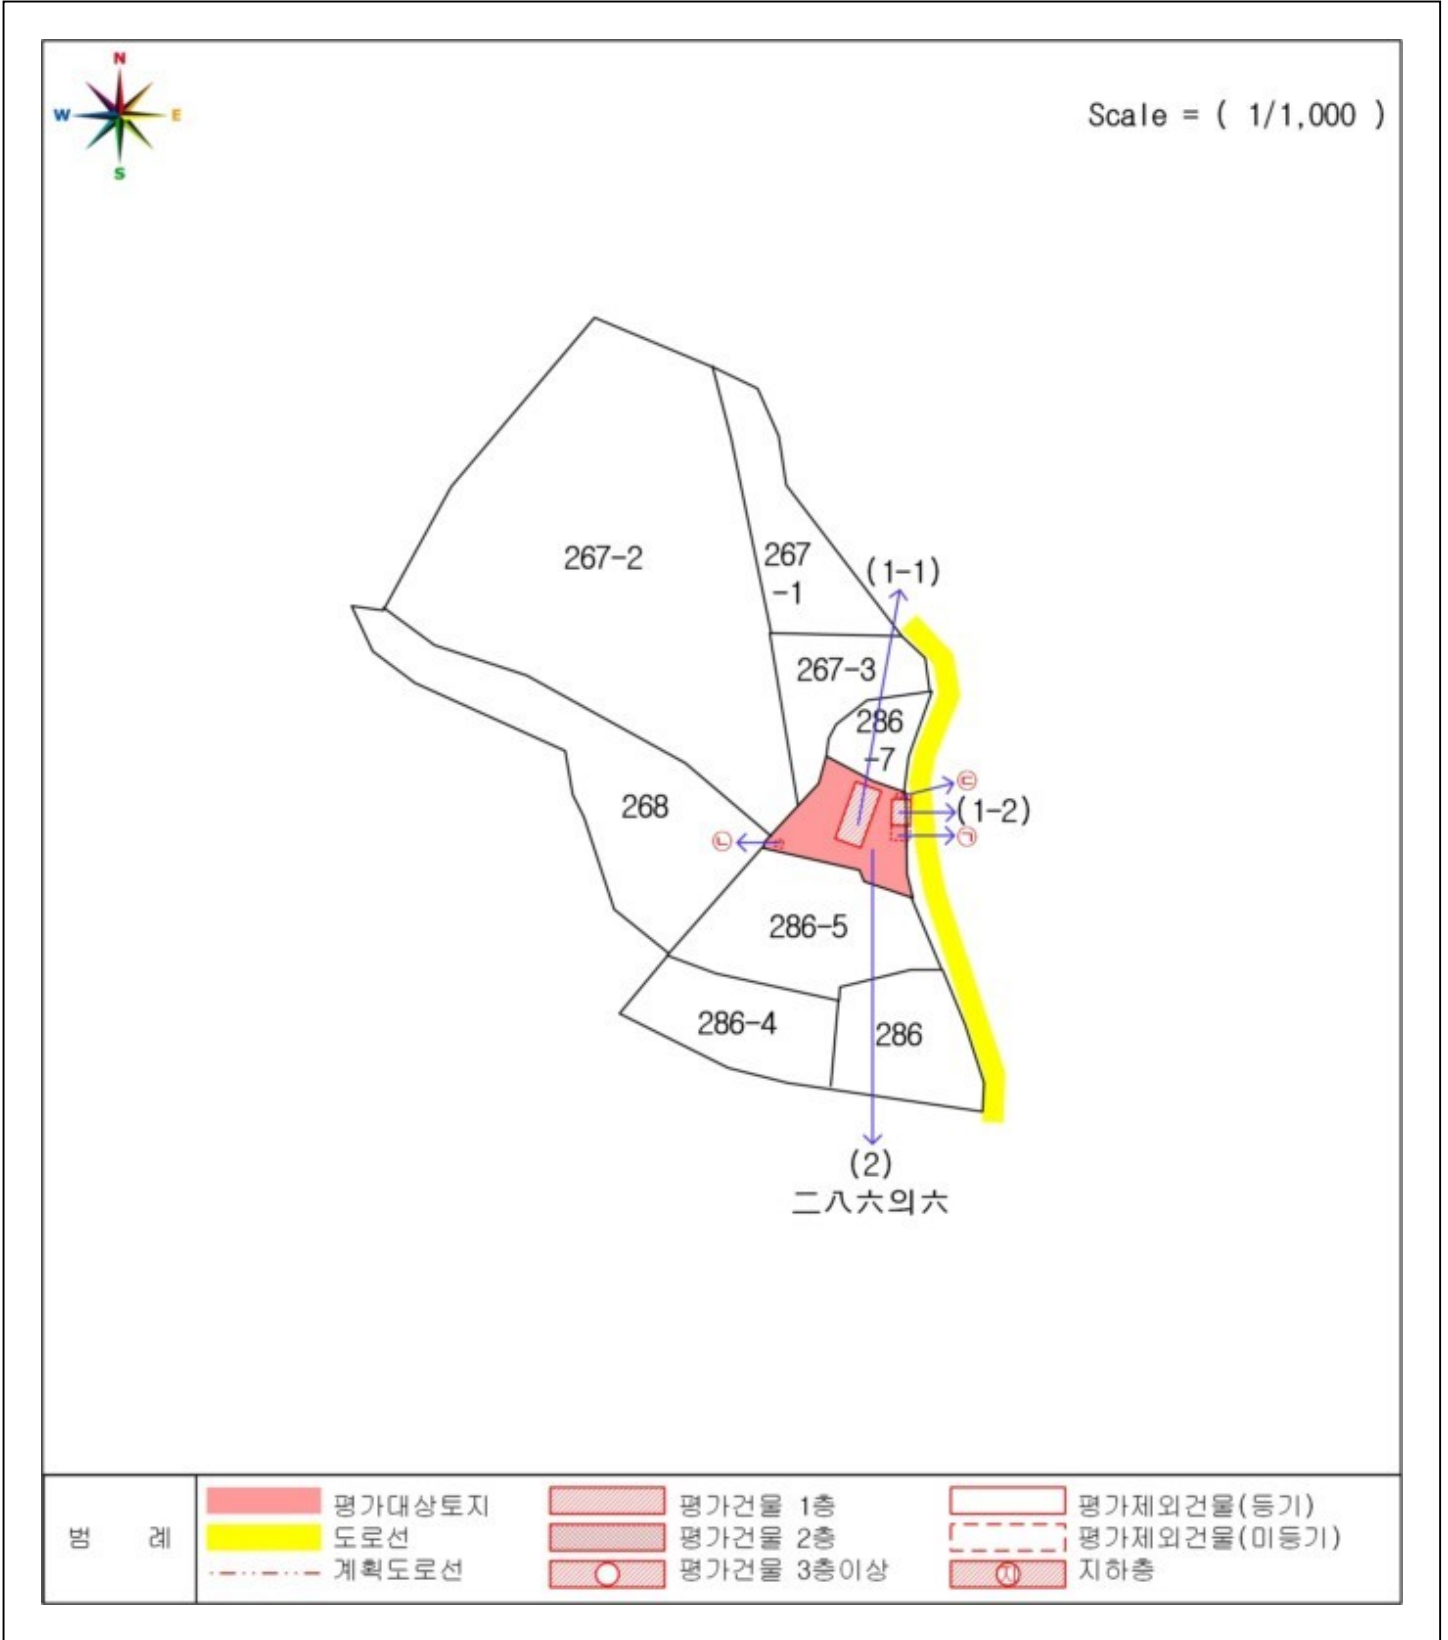 N
W E
S
Scale = ( 1/1,000 )
267-2
267
-1
(1-1)
267-3
286
-7
㉢
268
(1-2)
㉡
㉠
286-5
286-4
286
(2)
二八六의六
범 례
평가대상토지
도로선
계획도로선
평가건물 1층
평가건물 2층
평가건물 3층이상
평가제외건물(등기)
평가제외건물(미등기)
지 지하층